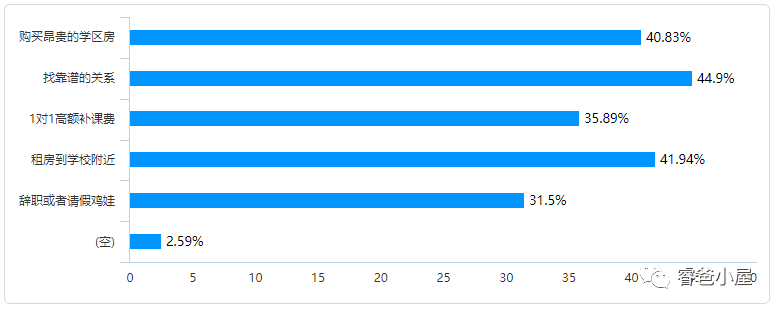 购买昂贵的学区房 40.83%
找靠谱的关系 44.9%
1对1高额补课费 35.89%
租房到学校附近 41.94%
辞职或者请假鸡娃 31.5%
(空) 2.59%
0 5 10 15 20 25 30 35 40
睿爸小屋